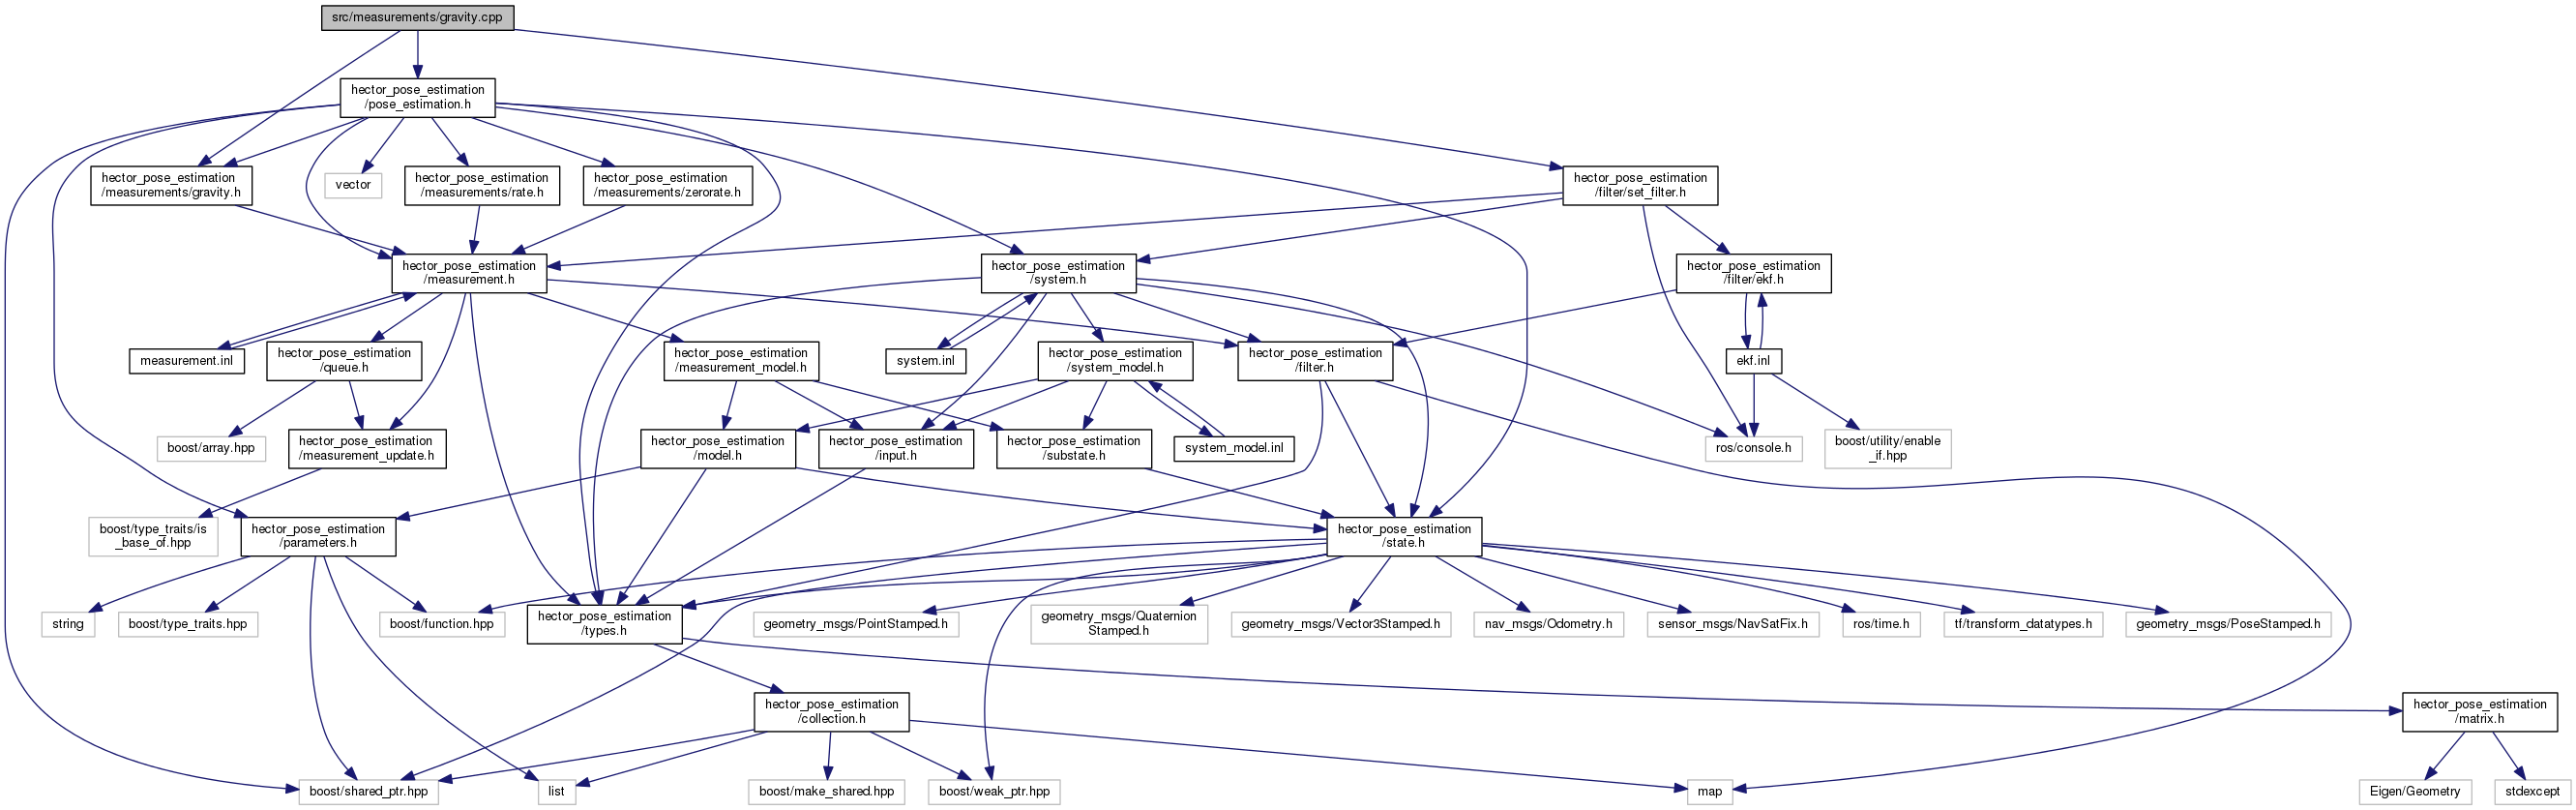 src/measurements/gravity.cpp
hector_pose_estimation
/pose_estimation.h
hector_pose_estimation
/measurements/gravity.h
vector
hector_pose_estimation
/measurements/rate.h
hector_pose_estimation
/measurements/zerorate.h
hector_pose_estimation
/filter/set_filter.h
hector_pose_estimation
/measurement.h
hector_pose_estimation
/system.h
hector_pose_estimation
/filter/ekf.h
measurement.inl
hector_pose_estimation
/queue.h
hector_pose_estimation
/measurement_model.h
system.inl
hector_pose_estimation
/system_model.h
hector_pose_estimation
/filter.h
ekf.inl
boost/array.hpp
hector_pose_estimation
/measurement_update.h
hector_pose_estimation
/model.h
hector_pose_estimation
/input.h
hector_pose_estimation
/substate.h
system_model.inl
ros/console.h
boost/utility/enable
_if.hpp
boost/type_traits/is
_base_of.hpp
hector_pose_estimation
/parameters.h
hector_pose_estimation
/state.h
string
boost/type_traits.hpp
boost/function.hpp
hector_pose_estimation
/types.h
geometry_msgs/PointStamped.h
geometry_msgs/Quaternion
Stamped.h
geometry_msgs/Vector3Stamped.h
nav_msgs/Odometry.h
sensor_msgs/NavSatFix.h
ros/time.h
tf/transform_datatypes.h
geometry_msgs/PoseStamped.h
hector_pose_estimation
/collection.h
hector_pose_estimation
/matrix.h
boost/shared_ptr.hpp
list
boost/make_shared.hpp
boost/weak_ptr.hpp
map
Eigen/Geometry
stdexcept